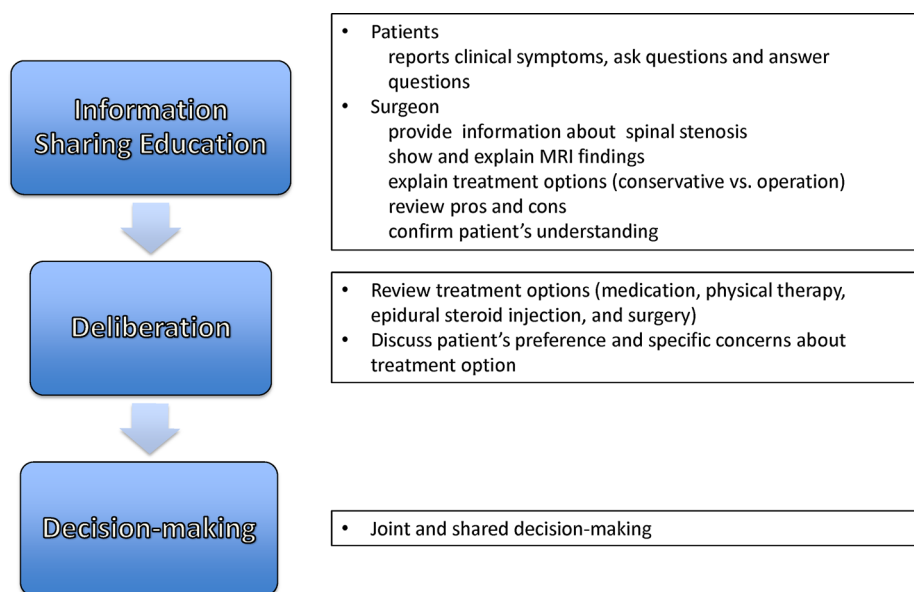 Information
Sharing Education
• Patients
reports clinical symptoms, ask questions and answer
questions
• Surgeon
provide information about spinal stenosis
show and explain MRI findings
explain treatment options (conservative vs. operation)
review pros and cons
confirm patient’s understanding
Deliberation
• Review treatment options (medication, physical therapy,
epidural steroid injection, and surgery)
• Discuss patient’s preference and specific concerns about
treatment option
Decision-making
• Joint and shared decision-making